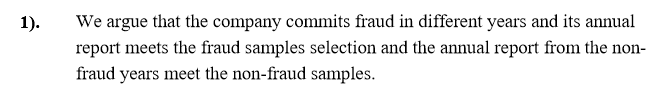 1). We argue that the company commits fraud in different years and its annual
report meets the fraud samples selection and the annual report from the non-
fraud years meet the non-fraud samples.